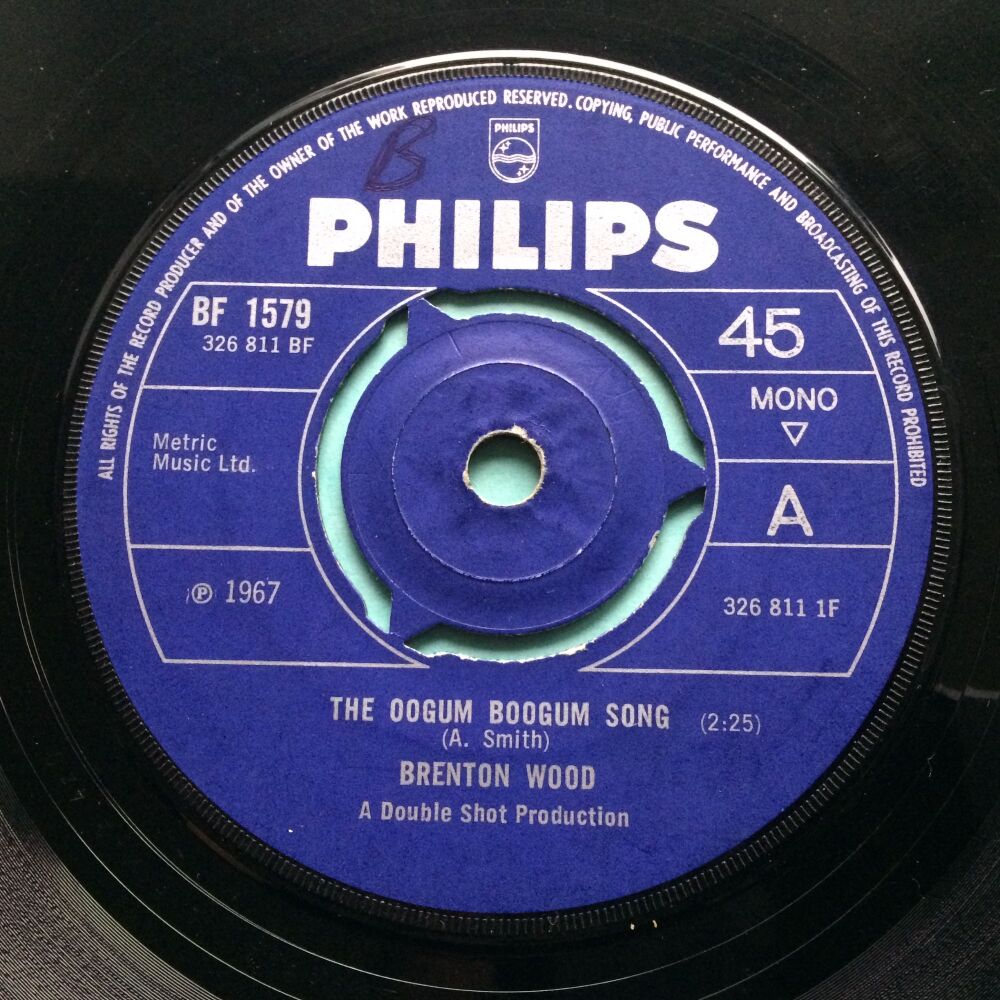 ALL RIGHTS OF THE RECORD PRODUCER AND OF THE OWNER OF THE WORK REPRODUCED RESERVED. COPYING, PUBLIC PERFORMANCE AND BROADCASTING OF THIS RECORD PROHIBITED
B
PHILIPS
PHILIPS
BF 1579
326 811 BF
45
MONO
Metric
Music Ltd.
A
℗ 1967
326 811 1F
THE OOGUM BOOGUM SONG (2:25)
(A. Smith)
BRENTON WOOD
A Double Shot Production